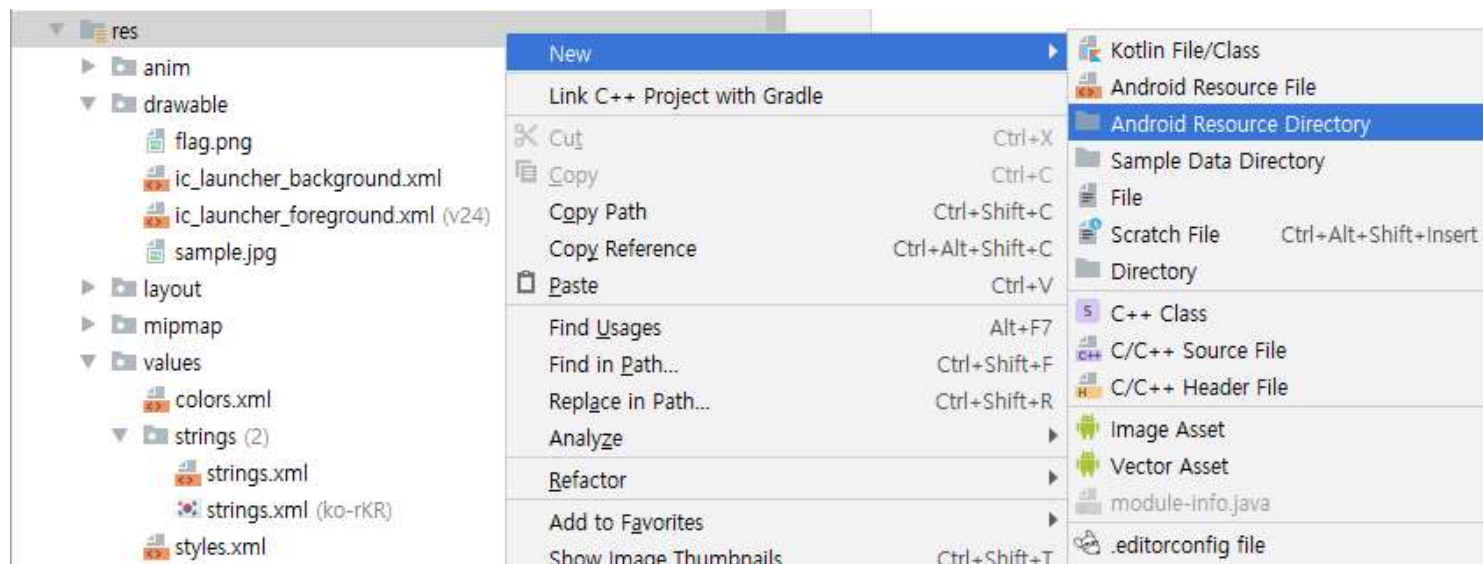 res
anim
drawable
flag.png
ic_launcher_background.xml
ic_launcher_foreground.xml (v24)
sample.jpg
layout
mipmap
values
colors.xml
strings (2)
strings.xml
strings.xml (ko-rKR)
styles.xml
New
Link C++ Project with Gradle
Cut Ctrl+X
Copy Ctrl+C
Copy Path Ctrl+Shift+C
Copy Reference Ctrl+Alt+Shift+C
Paste Ctrl+V
Find Usages Alt+F7
Find in Path... Ctrl+Shift+F
Replace in Path... Ctrl+Shift+R
Analyze
Refactor
Add to Favorites
Show Image Thumbnails Ctrl+Shift+T
Kotlin File/Class
Android Resource File
Android Resource Directory
Sample Data Directory
File
Scratch File Ctrl+Alt+Shift+Insert
Directory
S C++ Class
C++ C/C++ Source File
H C/C++ Header File
Image Asset
Vector Asset
module-info.java
.editorconfig file